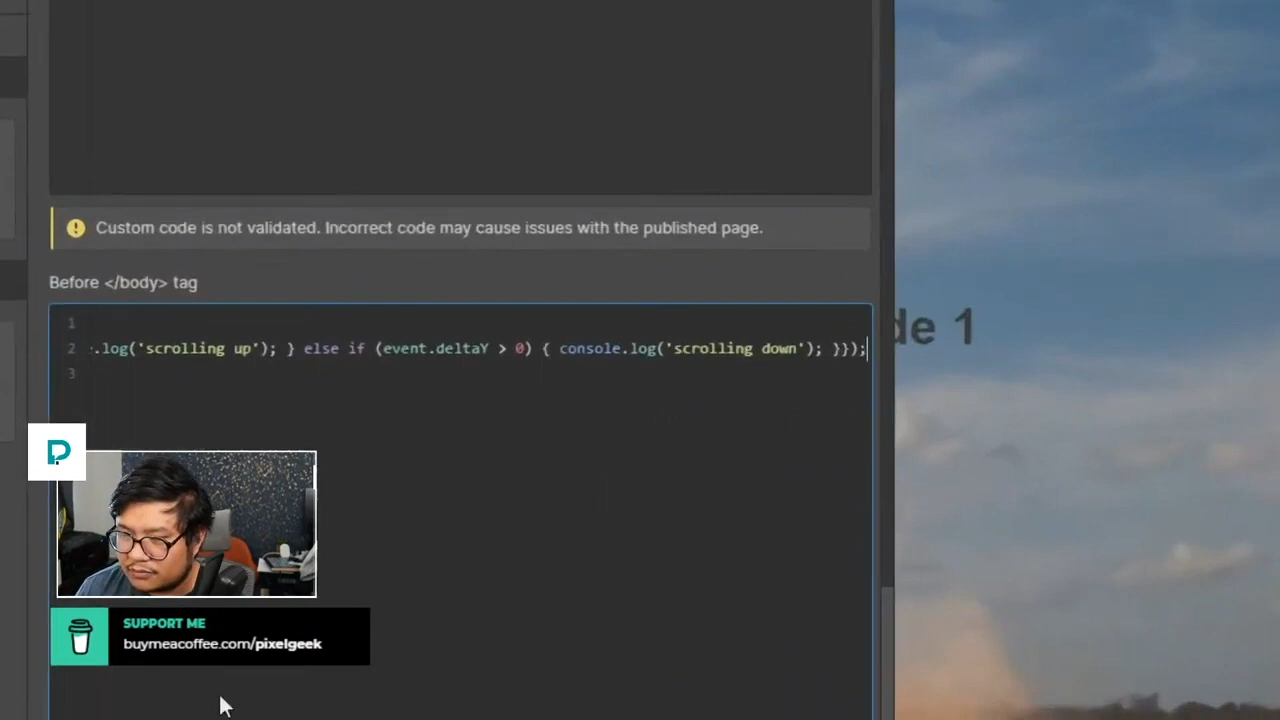 Custom code is not validated. Incorrect code may cause issues with the published page.
Before </body> tag
1
2 .log('scrolling up'); } else if (event.deltaY > 0) { console.log('scrolling down'); }});
3
de 1
SUPPORT ME
buymeacoffee.com/pixelgeek